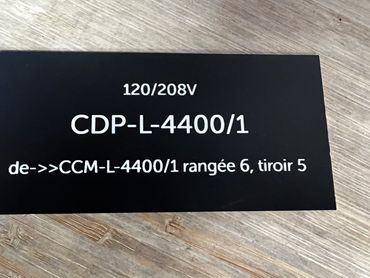 120/208V
CDP-L-4400/1
de->>CCM-L-4400/1 rangée 6, tiroir 5